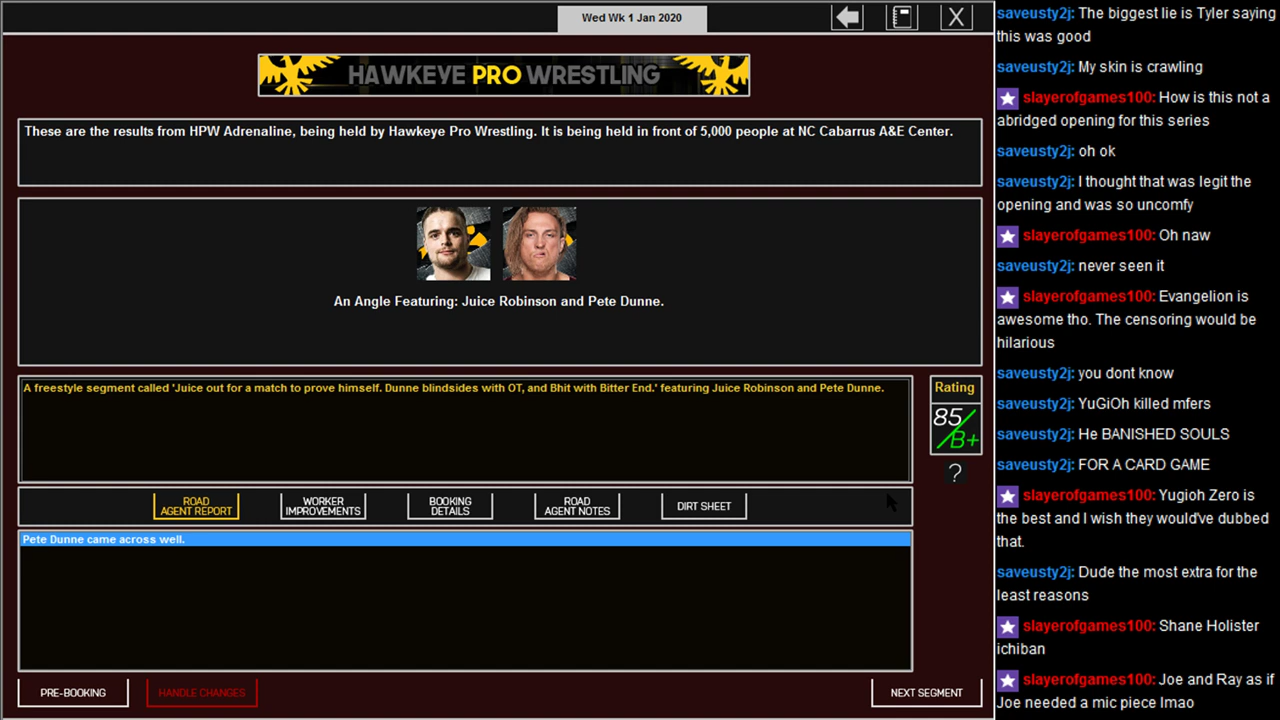 Wed Wk 1 Jan 2020
HAWKEYE PRO WRESTLING
These are the results from HPW Adrenaline, being held by Hawkeye Pro Wrestling. It is being held in front of 5,000 people at NC Cabarrus A&E Center.
An Angle Featuring: Juice Robinson and Pete Dunne.
A freestyle segment called 'Juice out for a match to prove himself. Dunne blindsides with OT, and Bhit with Bitter End.' featuring Juice Robinson and Pete Dunne.
Rating
85
B+
?
ROAD
AGENT REPORT
WORKER
IMPROVEMENTS
BOOKING
DETAILS
ROAD
AGENT NOTES
DIRT SHEET
Pete Dunne came across well.
PRE-BOOKING
HANDLE CHANGES
NEXT SEGMENT
saveusty2j: The biggest lie is Tyler saying
this was good
saveusty2j: My skin is crawling
slayerofgames100: How is this not a
abridged opening for this series
saveusty2j: oh ok
saveusty2j: I thought that was legit the
opening and was so uncomfy
slayerofgames100: Oh naw
saveusty2j: never seen it
slayerofgames100: Evangelion is
awesome tho. The censoring would be
hilarious
saveusty2j: you dont know
saveusty2j: YuGiOh killed mfers
saveusty2j: He BANISHED SOULS
saveusty2j: FOR A CARD GAME
slayerofgames100: Yugioh Zero is
the best and I wish they would've dubbed
that.
saveusty2j: Dude the most extra for the
least reasons
slayerofgames100: Shane Holister
ichiban
slayerofgames100: Joe and Ray as if
Joe needed a mic piece lmao